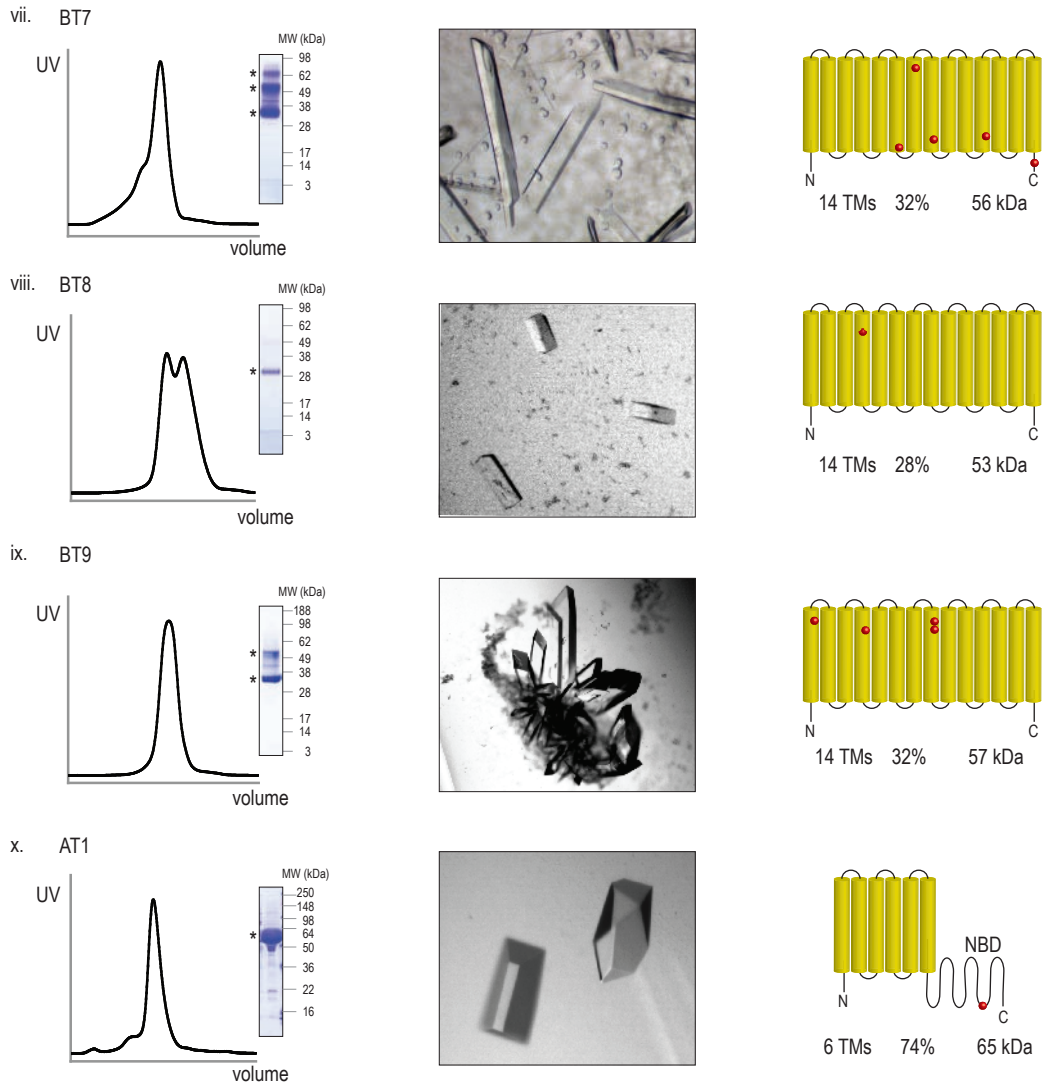 vii. BT7
UV
volume
MW (kDa)
98
62
49
38
28
17
14
3
*
*
*
N
C
14 TMs 32% 56 kDa
viii. BT8
UV
volume
MW (kDa)
98
62
49
38
28
17
14
3
*
N
C
14 TMs 28% 53 kDa
ix. BT9
UV
volume
MW (kDa)
188
98
62
49
38
28
17
14
3
*
*
N
C
14 TMs 32% 57 kDa
x. AT1
UV
volume
MW (kDa)
250
148
98
64
50
36
22
16
*
NBD
N
C
6 TMs 74% 65 kDa